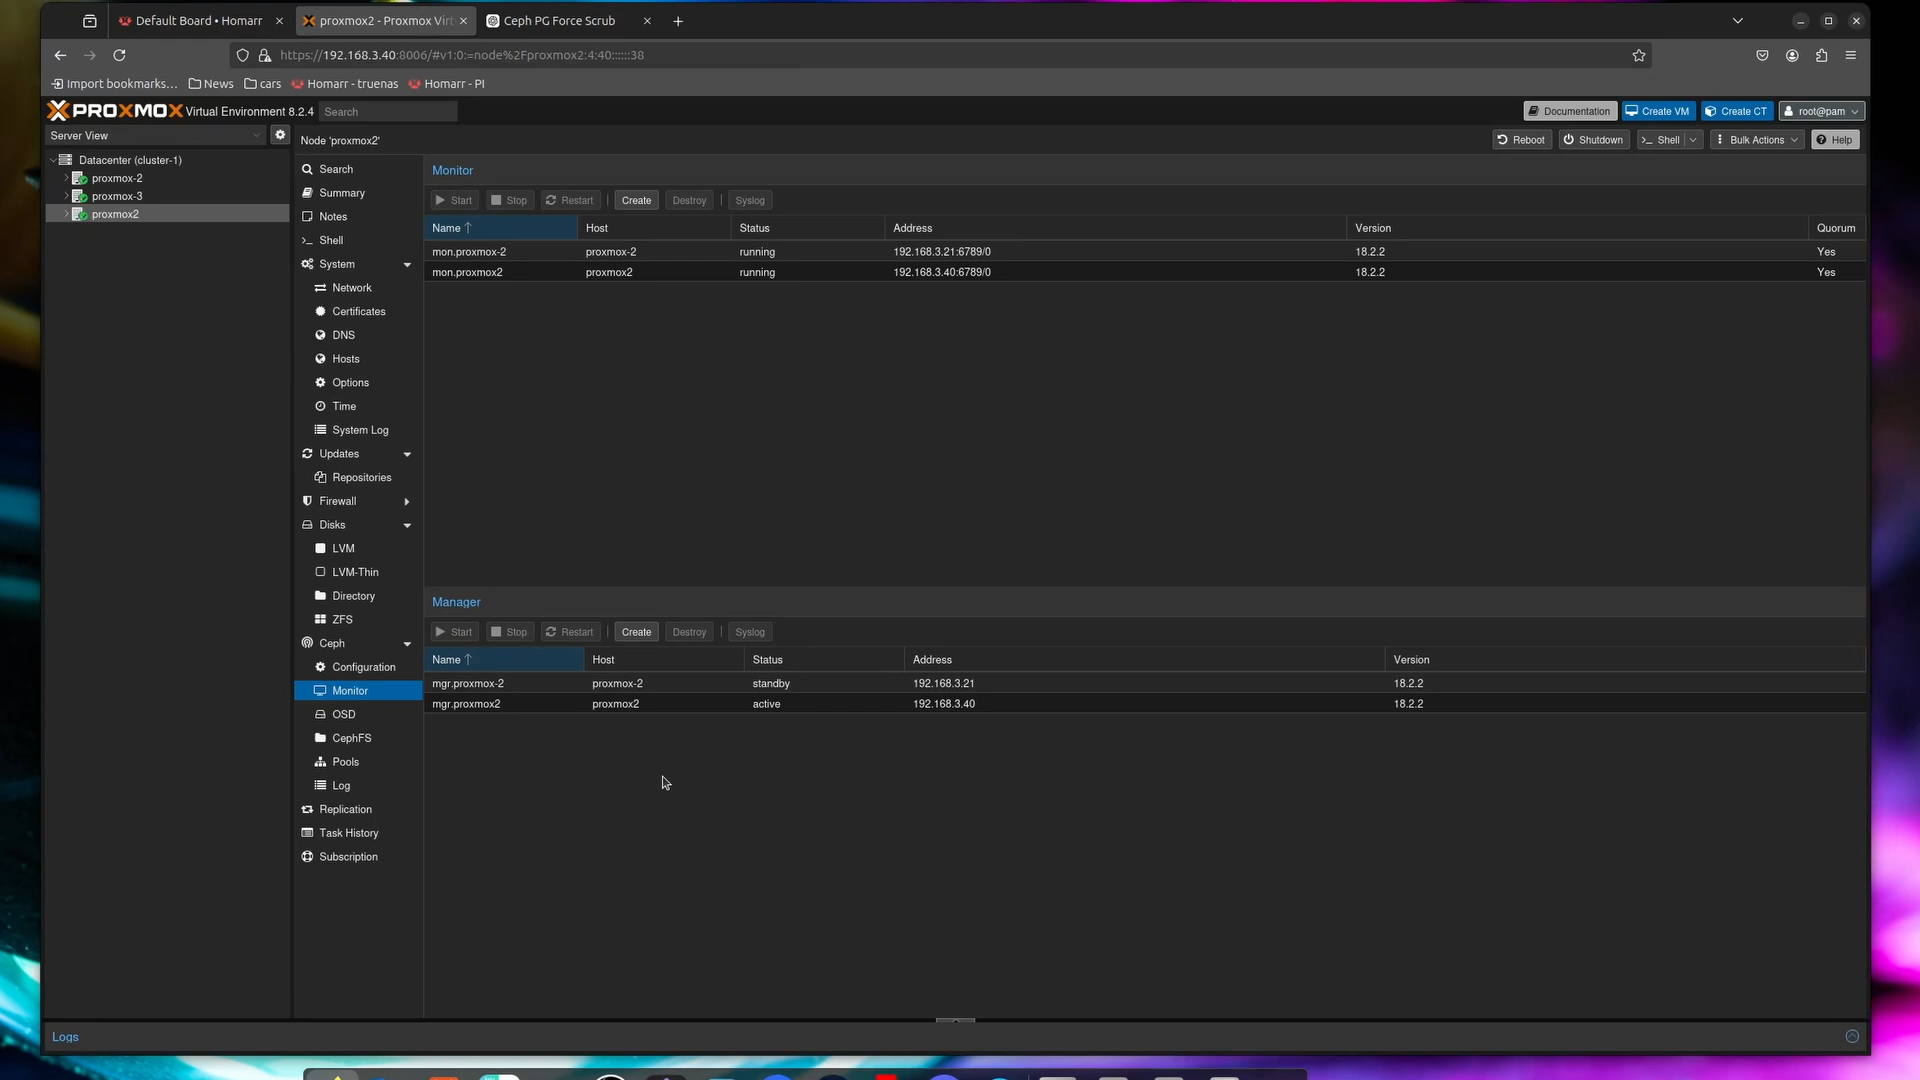 Default Board • Homarr
proxmox2 - Proxmox Virt
Ceph PG Force Scrub
https://192.168.3.40:8006/#v1:0:=node%2Fproxmox2:4:40::::::38
Import bookmarks...
News
cars
Homarr - truenas
Homarr - PI
PROXMOX Virtual Environment 8.2.4
Search
Documentation
Create VM
Create CT
root@pam
Server View
Node 'proxmox2'
Reboot
Shutdown
Shell
Bulk Actions
Help
Datacenter (cluster-1)
proxmox-2
proxmox-3
proxmox2
Search
Summary
Notes
Shell
System
Network
Certificates
DNS
Hosts
Options
Time
System Log
Updates
Repositories
Firewall
Disks
LVM
LVM-Thin
Directory
ZFS
Ceph
Configuration
Monitor
OSD
CephFS
Pools
Log
Replication
Task History
Subscription
Monitor
Start Stop Restart Create Destroy Syslog
Name Host Status Address Version Quorum
mon.proxmox-2 proxmox-2 running 192.168.3.21:6789/0 18.2.2 Yes
mon.proxmox2 proxmox2 running 192.168.3.40:6789/0 18.2.2 Yes
Manager
Start Stop Restart Create Destroy Syslog
Name Host Status Address Version
mgr.proxmox-2 proxmox-2 standby 192.168.3.21 18.2.2
mgr.proxmox2 proxmox2 active 192.168.3.40 18.2.2
Logs